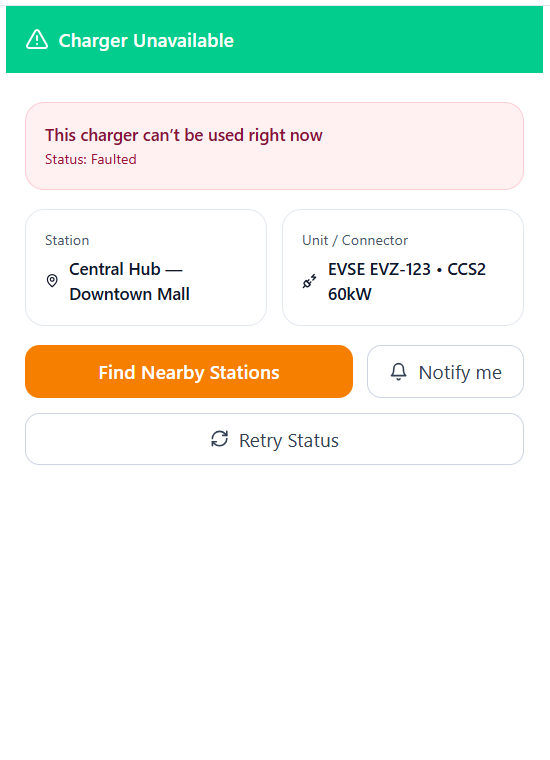 Charger Unavailable
This charger can’t be used right now
Status: Faulted
Station
Central Hub —
Downtown Mall
Unit / Connector
EVSE EVZ-123 • CCS2
60kW
Find Nearby Stations
Notify me
Retry Status